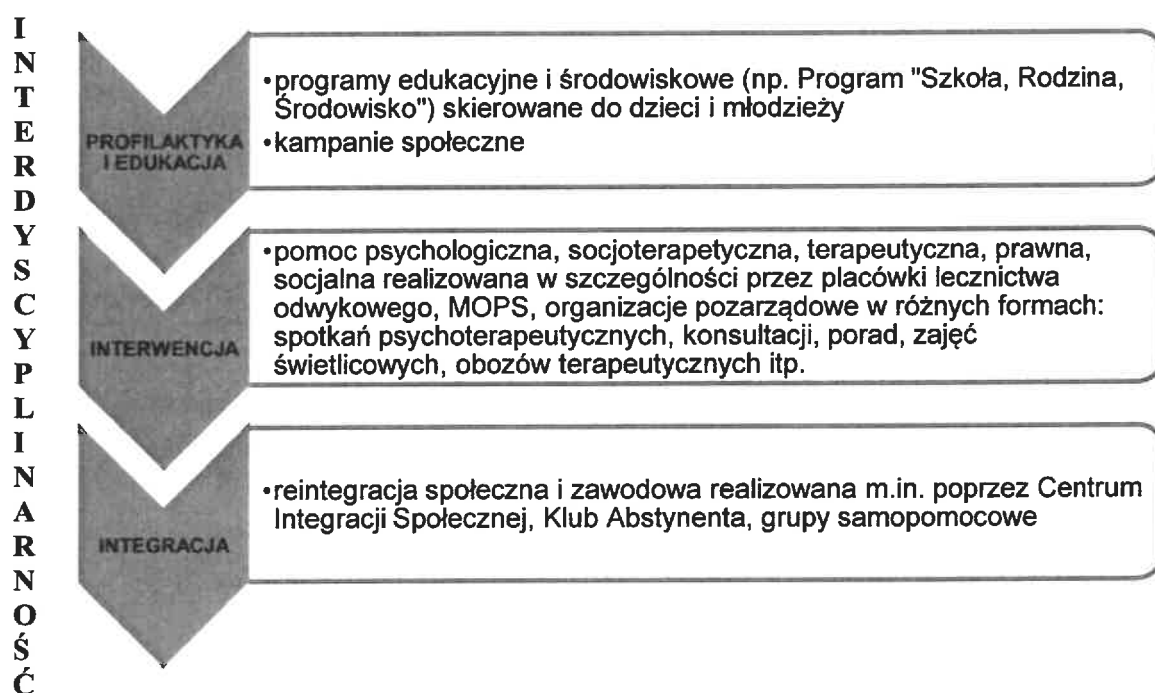 INTERDYSCYPLINARNOŚĆ
PROFILAKTYKA
I EDUKACJA
•programy edukacyjne i środowiskowe (np. Program "Szkoła, Rodzina,
Środowisko") skierowane do dzieci i młodzieży
•kampanie społeczne
INTERWENCJA
•pomoc psychologiczna, socjoterapetyczna, terapeutyczna, prawna,
socjalna realizowana w szczególności przez placówki lecznictwa
odwykowego, MOPS, organizacje pozarządowe w różnych formach:
spotkań psychoterapeutycznych, konsultacji, porad, zajęć
świetlicowych, obozów terapeutycznych itp.
INTEGRACJA
•reintegracja społeczna i zawodowa realizowana m.in. poprzez Centrum
Integracji Społecznej, Klub Abstynenta, grupy samopomocowe